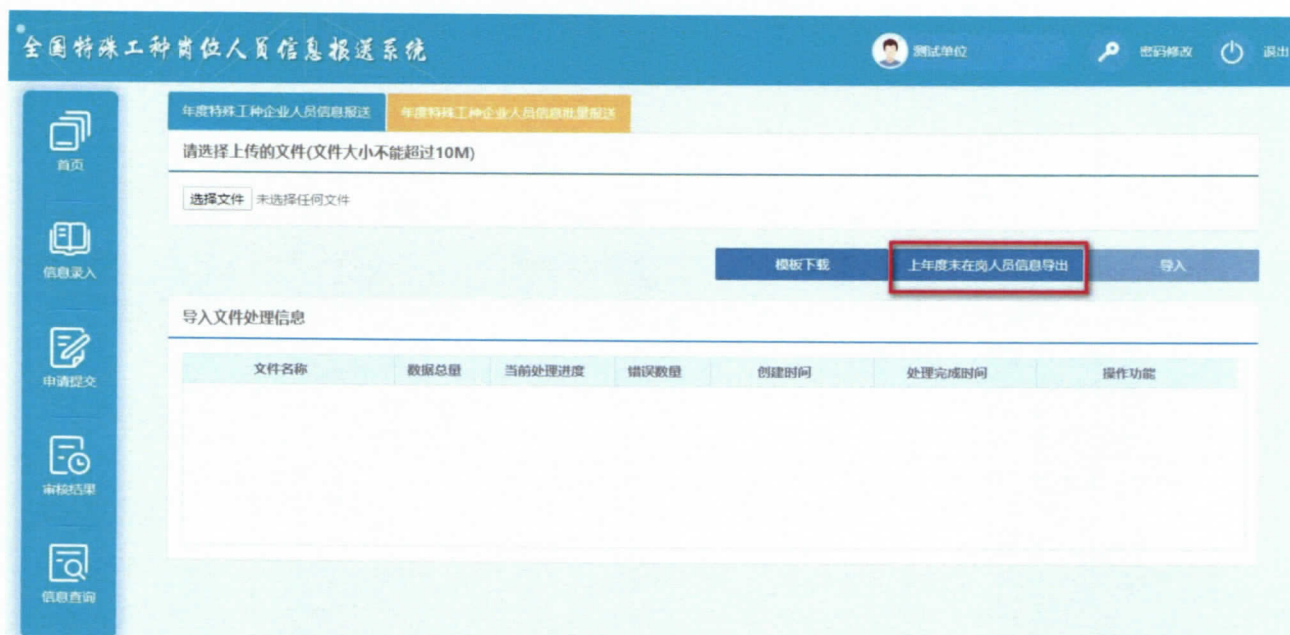 全国特殊工种岗位人员信息报送系统
测试单位
密码修改
退出
年度特殊工种企业人员信息报送
年度特殊工种企业人员信息批量报送
请选择上传的文件(文件大小不能超过10M)
选择文件 未选择任何文件
模板下载
上年度末在岗人员信息导出
导入
导入文件处理信息
文件名称 数据总量 当前处理进度 错误数量 创建时间 处理完成时间 操作功能
首页
信息录入
申请提交
审核结果
信息查询